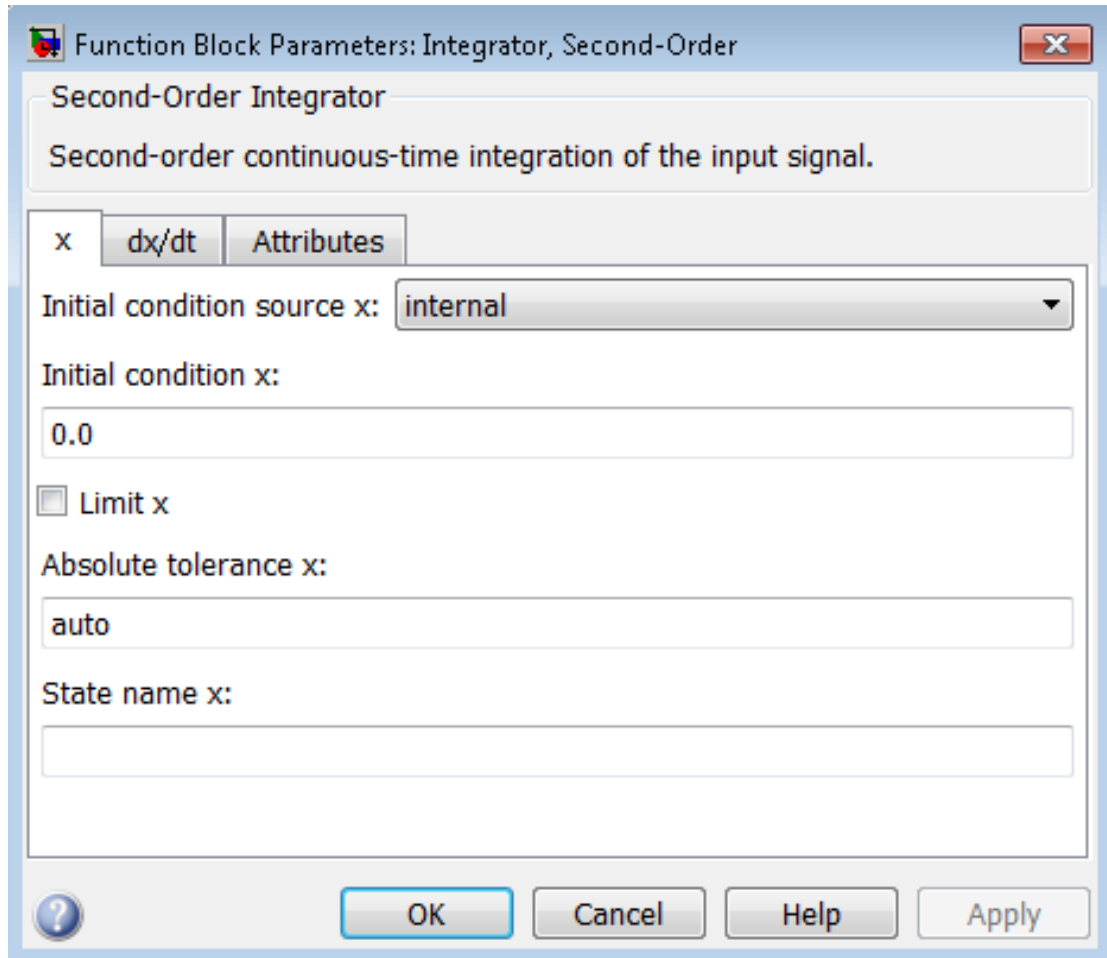 Function Block Parameters: Integrator, Second-Order
Second-Order Integrator
Second-order continuous-time integration of the input signal.
x dx/dt Attributes
Initial condition source x: internal
Initial condition x:
0.0
Limit x
Absolute tolerance x:
auto
State name x:
? OK Cancel Help Apply